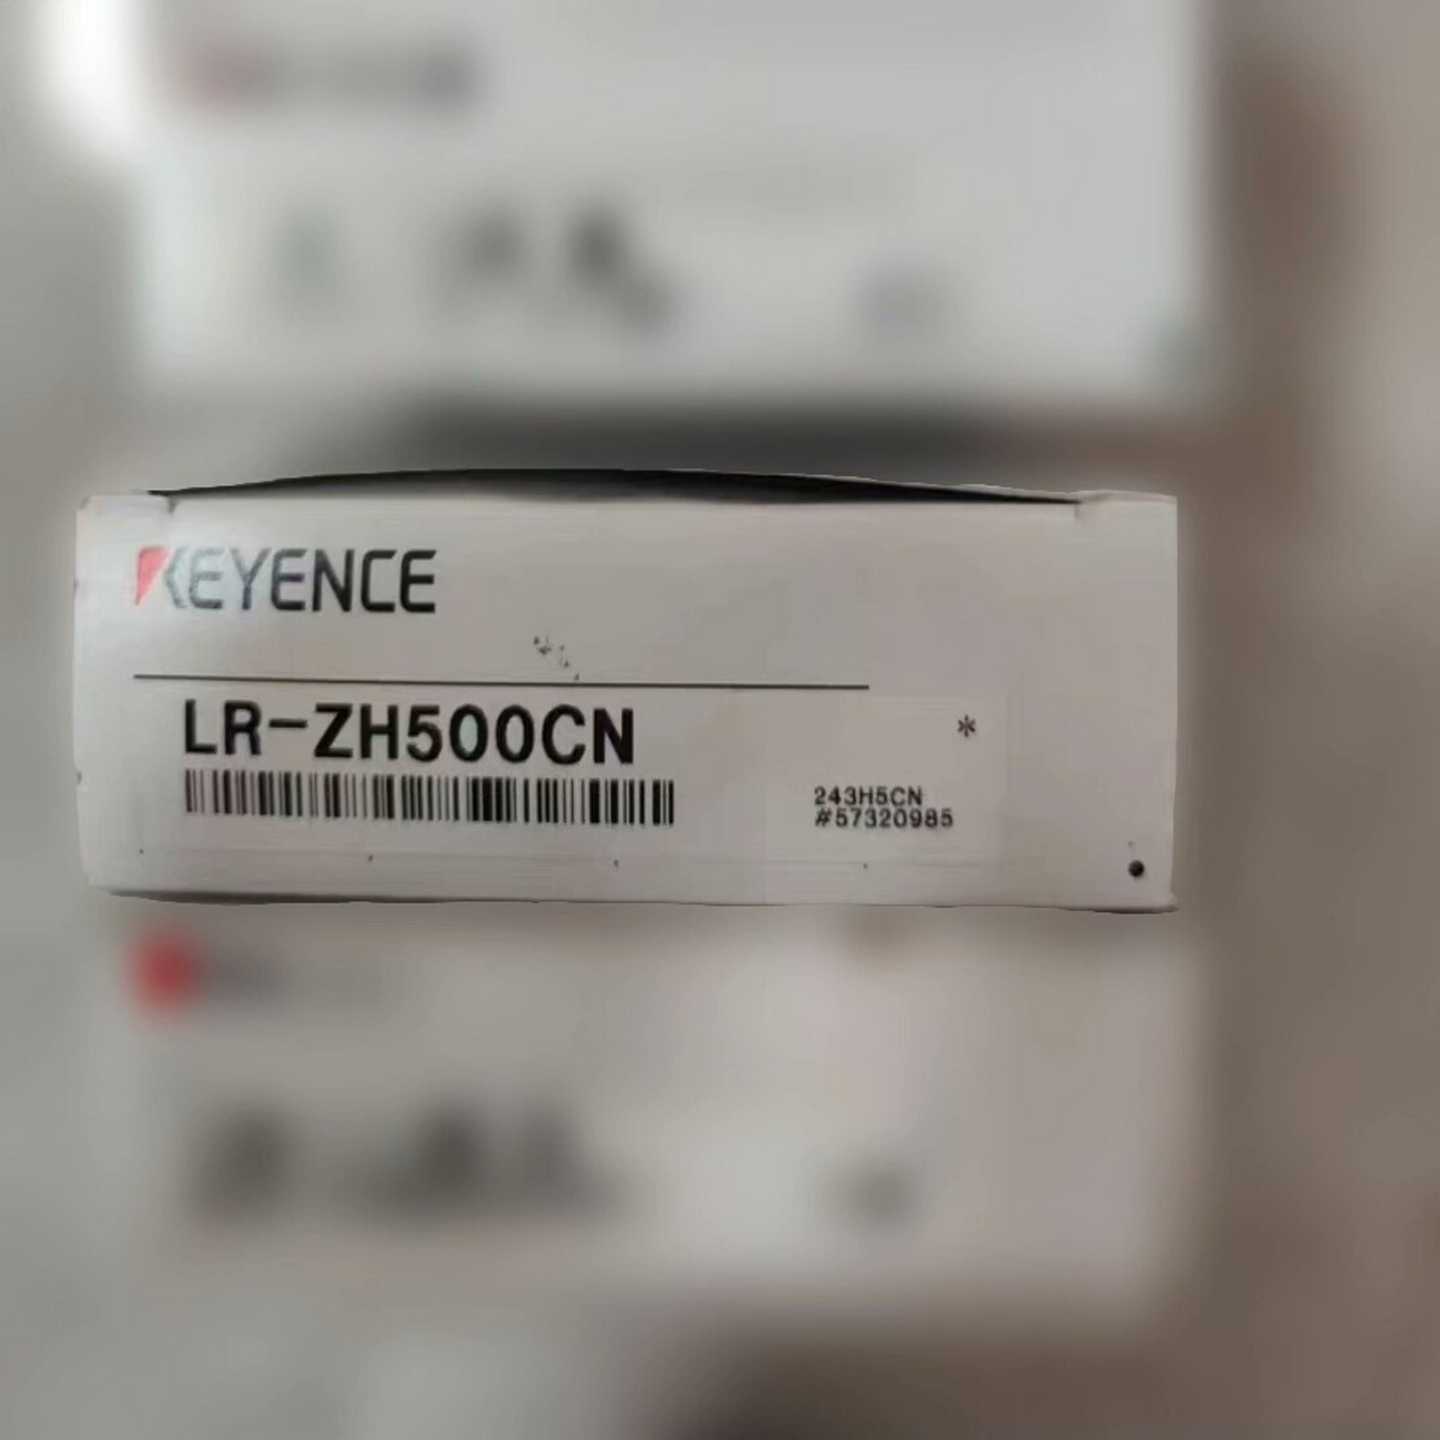 KEYENCE
LR-ZH500CN
*
243H5CN
#57320985